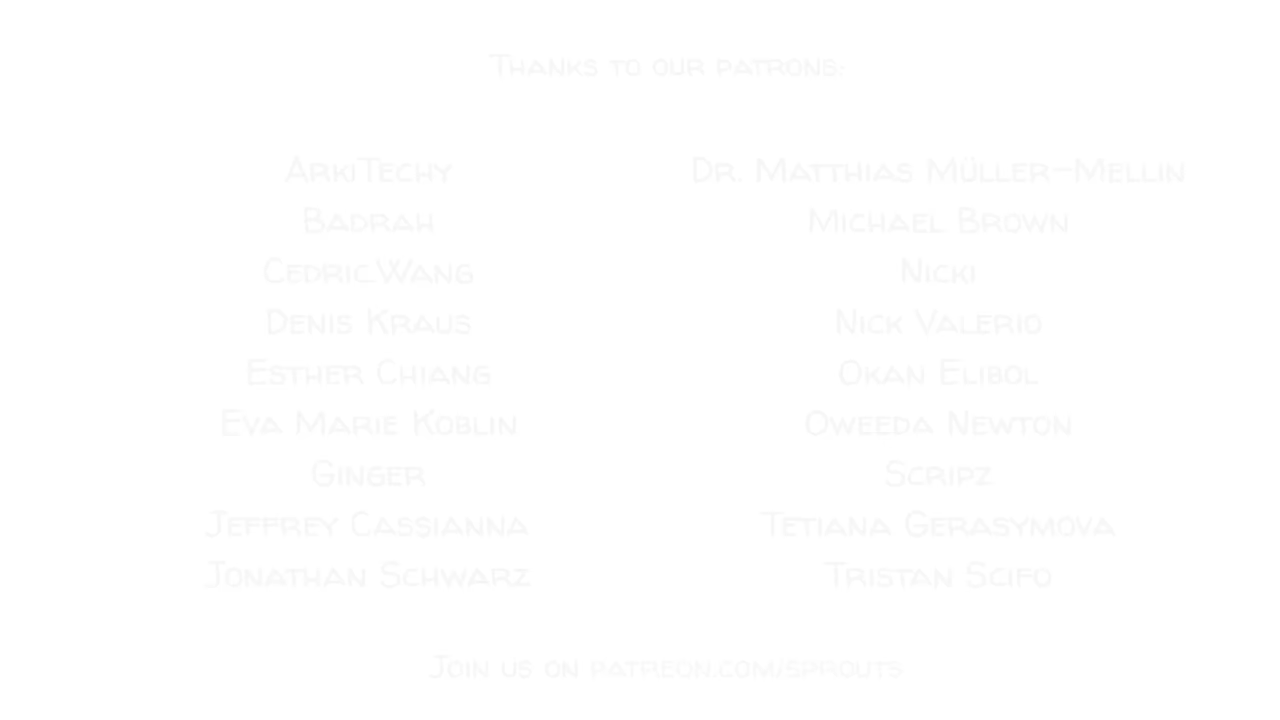 Thanks to our patrons:
ArkiTechy
Badrah
Cedric.Wang
Denis Kraus
Esther Chiang
Eva Marie Koblin
Ginger
Jeffrey Cassianna
Jonathan Schwarz
Dr. Matthias Müller-Mellin
Michael Brown
Nicki
Nick Valerio
Okan Elibol
Oweeda Newton
Scripz
Tetiana Gerasymova
Tristan Scifo
Join us on patreon.com/sprouts